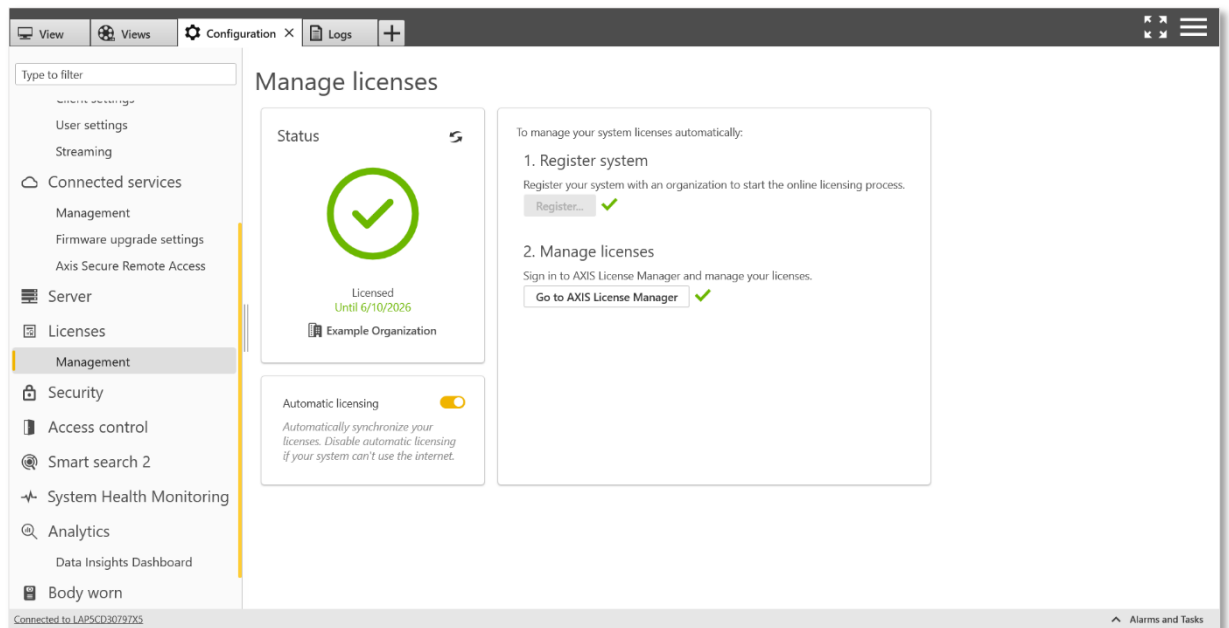 View
Views
Configuration
Logs
Type to filter
Client settings
User settings
Streaming
Connected services
Management
Firmware upgrade settings
Axis Secure Remote Access
Server
Licenses
Management
Security
Access control
Smart search 2
System Health Monitoring
Analytics
Data Insights Dashboard
Body worn
Manage licenses
Status
Licensed
Until 6/10/2026
Example Organization
Automatic licensing
Automatically synchronize your
licenses. Disable automatic licensing
if your system can't use the internet.
To manage your system licenses automatically:
1. Register system
Register your system with an organization to start the online licensing process.
Register...
2. Manage licenses
Sign in to AXIS License Manager and manage your licenses.
Go to AXIS License Manager
Connected to LAP5CD30797X5
Alarms and Tasks